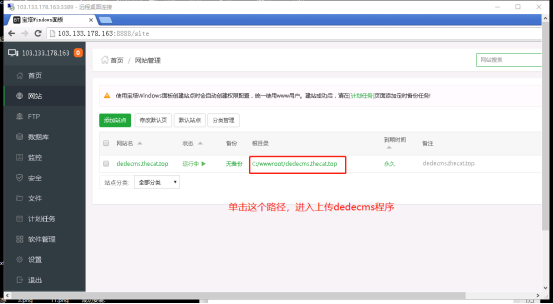 103.133.178.163:3389 - 远程桌面连接
宝塔Windows面板
103.133.178.163:8888/site
103.133.178.163 0
首页 / 网站管理
网站搜索
首页
网站
FTP
数据库
监控
安全
文件
计划任务
软件管理
设置
退出
使用宝塔Windows面板创建站点时会自动创建权限配置，统一使用www用户。建站成功后，请在[计划任务]页面添加定时备份任务!
添加站点 修改默认页 默认站点 分类管理
网站名 状态 备份 根目录 到期时间 备注
dedecms.thecat.top 运行中 无备份 C:/wwwroot/dedecms.thecat.top 永久 dedecms.thecat.top
站点分类: 全部分类
单击这个路径，进入上传dedecms程序